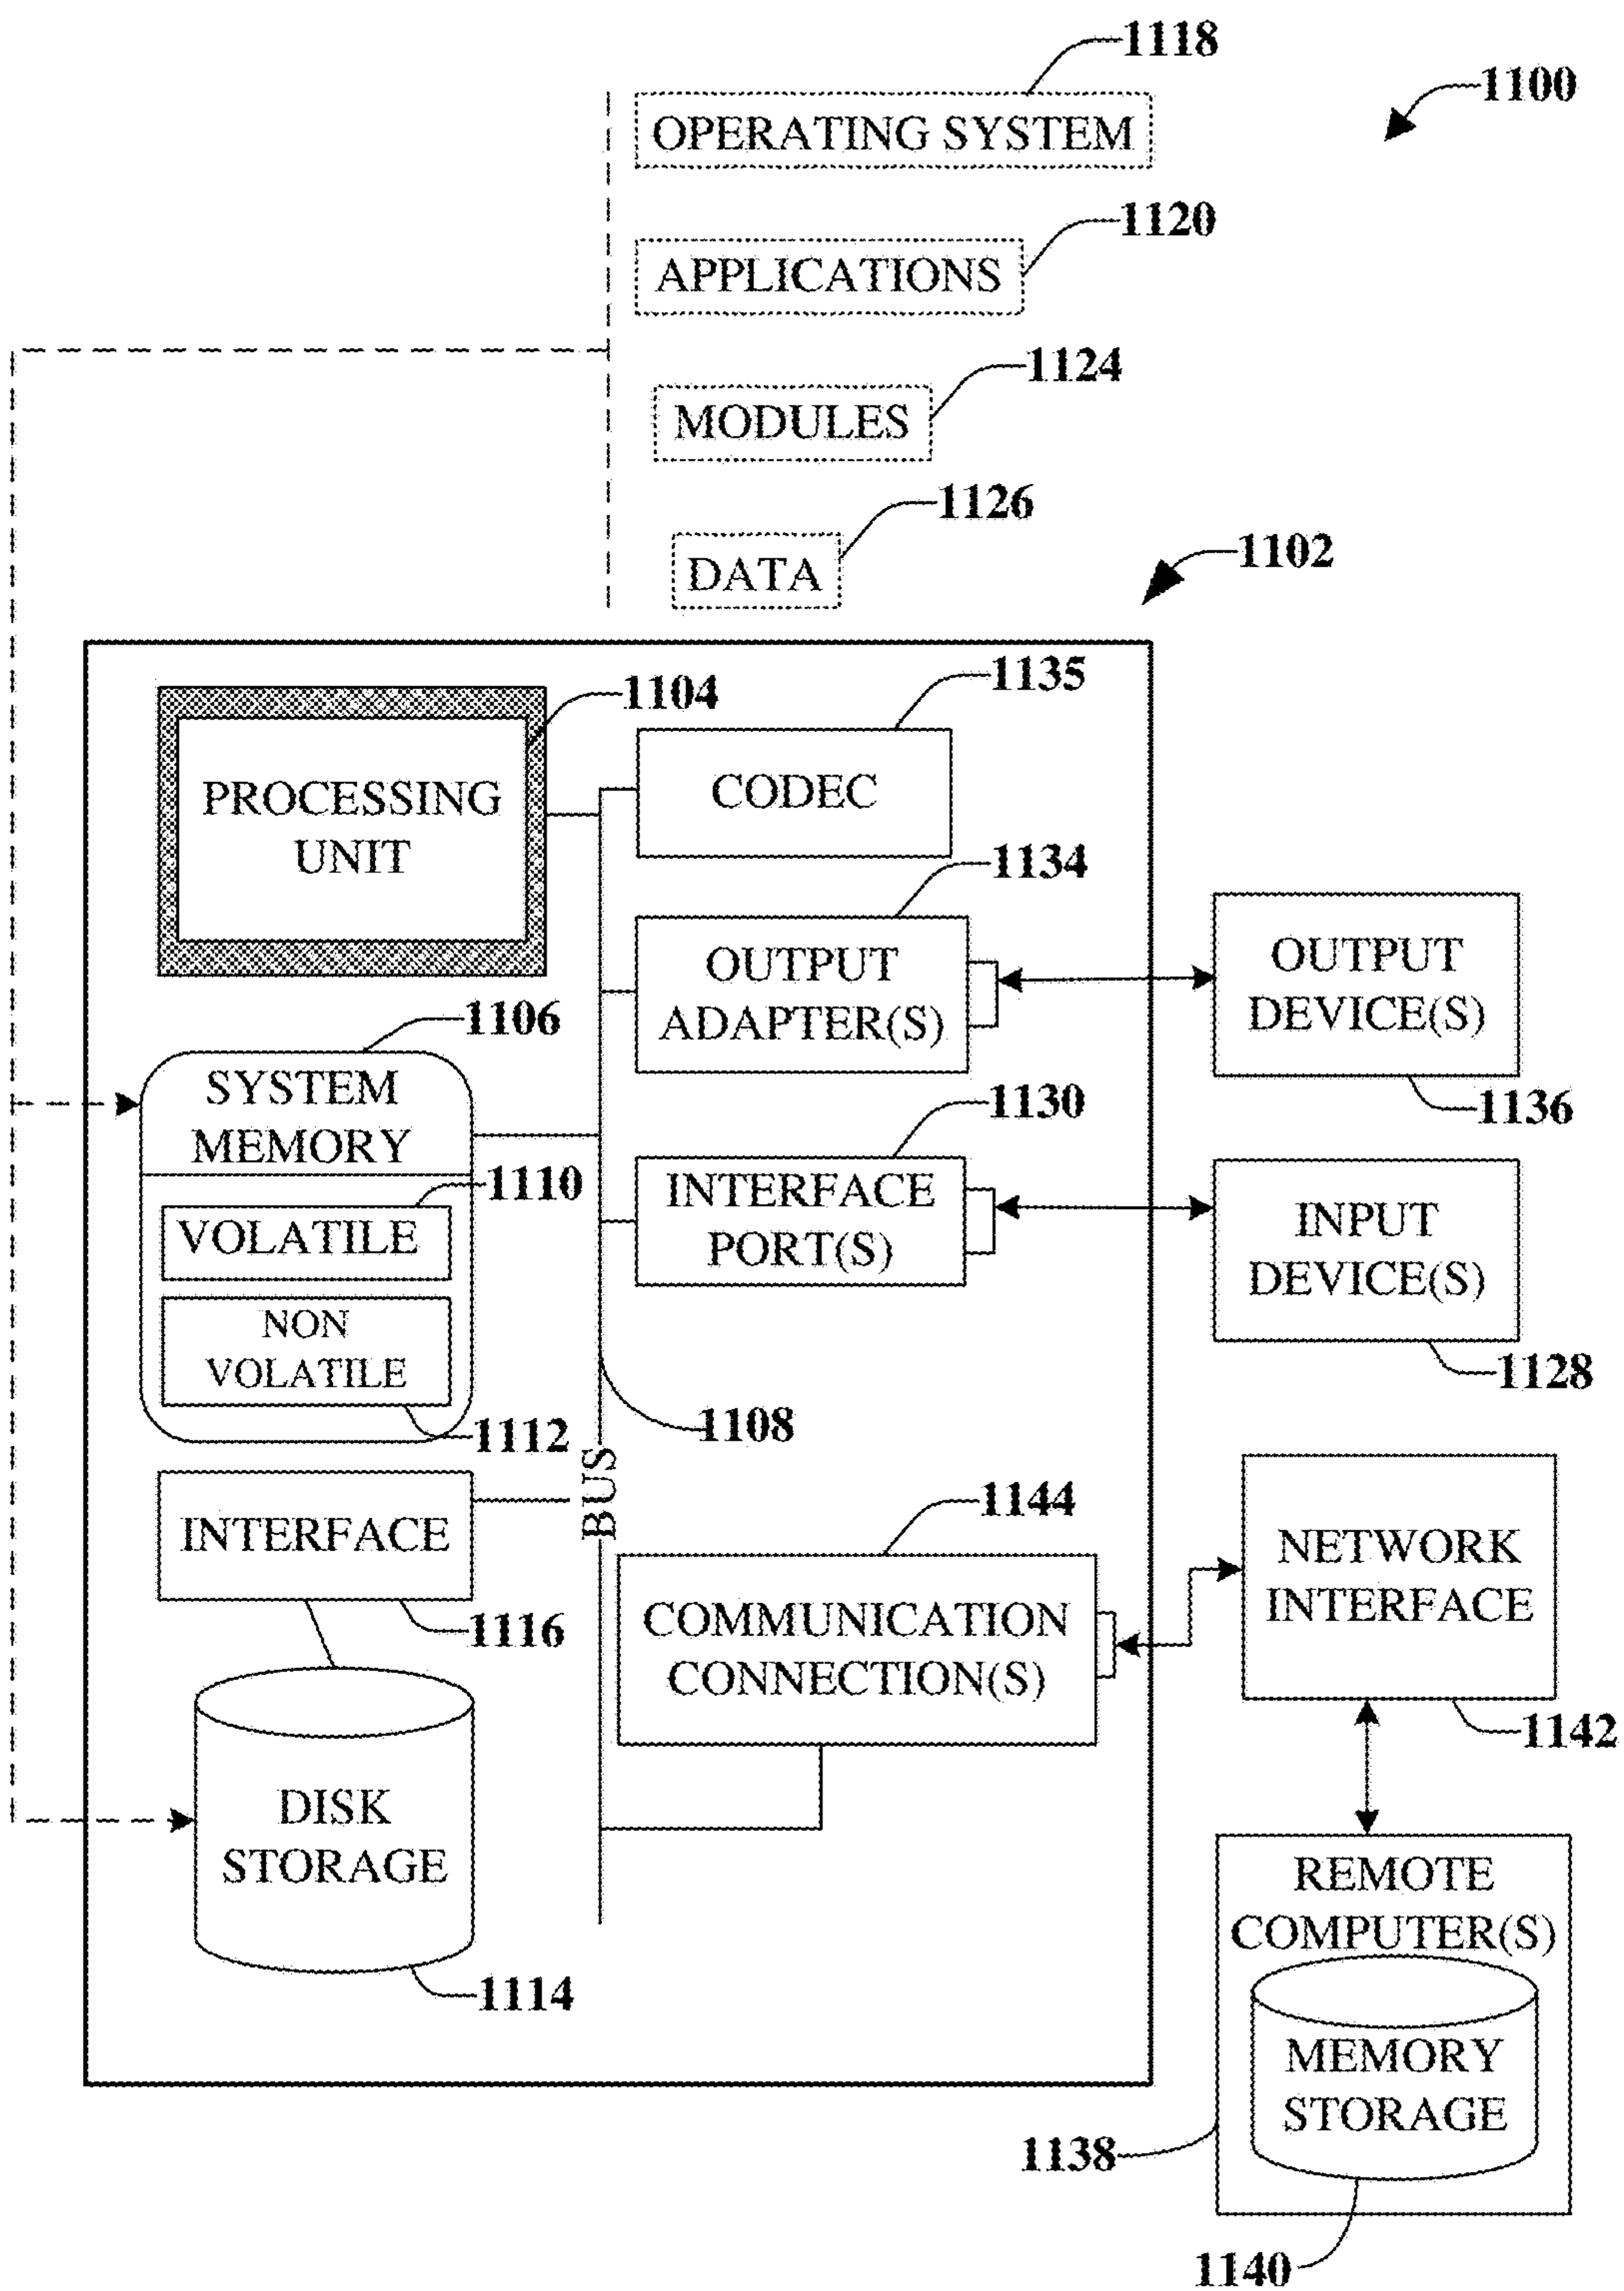 1118
1100
OPERATING SYSTEM
1120
APPLICATIONS
1124
MODULES
1126
DATA
1102
1104
1135
PROCESSING
UNIT
CODEC
1134
OUTPUT
ADAPTER(S)
OUTPUT
DEVICE(S)
1136
1106
SYSTEM
MEMORY
1110
VOLATILE
NON
VOLATILE
1112
1130
INTERFACE
PORT(S)
INPUT
DEVICE(S)
1128
1108
BUS
INTERFACE
1116
1144
COMMUNICATION
CONNECTION(S)
NETWORK
INTERFACE
1142
DISK
STORAGE
1114
REMOTE
COMPUTER(S)
MEMORY
STORAGE
1138
1140